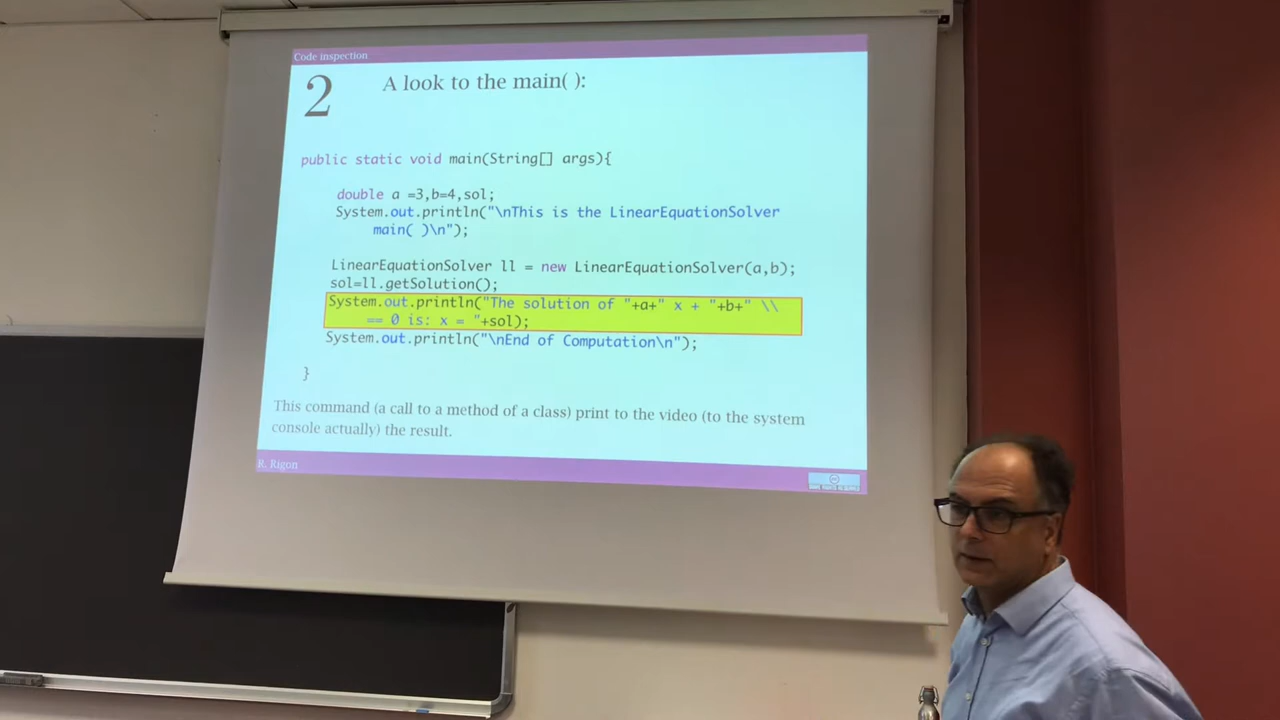 Code inspection
2
A look to the main( ):
public static void main(String[] args){
double a =3,b=4,sol;
System.out.println("\nThis is the LinearEquationSolver
main( )\n");
LinearEquationSolver ll = new LinearEquationSolver(a,b);
sol=ll.getSolution();
System.out.println("The solution of "+a+" x + "+b+" \\
== 0 is: x = "+sol);
System.out.println("\nEnd of Computation\n");
}
This command (a call to a method of a class) print to the video (to the system
console actually) the result.
R. Rigon